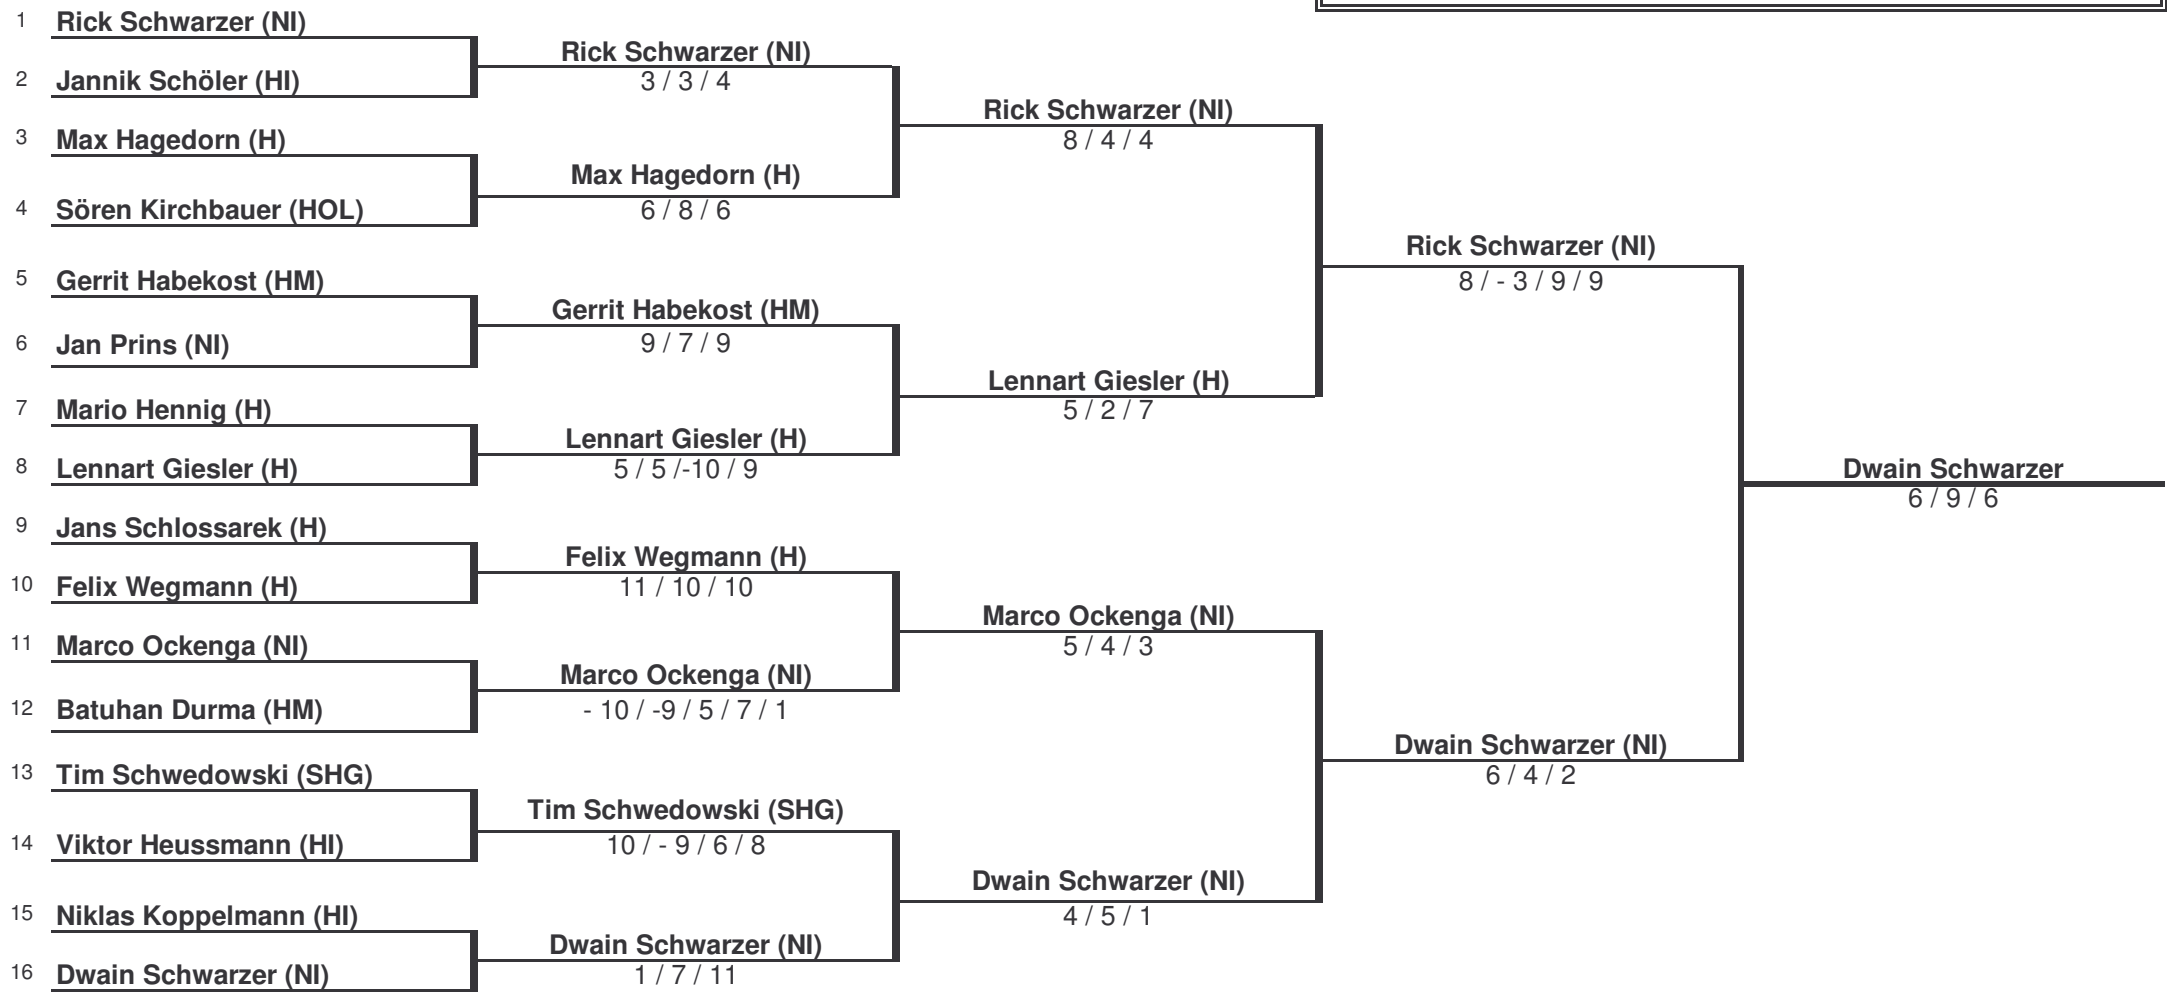 1 Rick Schwarzer (NI)
2 Jannik Schöler (HI)
3 Max Hagedorn (H)
4 Sören Kirchbauer (HOL)
5 Gerrit Habekost (HM)
6 Jan Prins (NI)
7 Mario Hennig (H)
8 Lennart Giesler (H)
9 Jans Schlossarek (H)
10 Felix Wegmann (H)
11 Marco Ockenga (NI)
12 Batuhan Durma (HM)
13 Tim Schwedowski (SHG)
14 Viktor Heussmann (HI)
15 Niklas Koppelmann (HI)
16 Dwain Schwarzer (NI)
Rick Schwarzer (NI)
3 / 3 / 4
Max Hagedorn (H)
6 / 8 / 6
Gerrit Habekost (HM)
9 / 7 / 9
Lennart Giesler (H)
5 / 5 /-10 / 9
Felix Wegmann (H)
11 / 10 / 10
Marco Ockenga (NI)
- 10 / -9 / 5 / 7 / 1
Tim Schwedowski (SHG)
10 / - 9 / 6 / 8
Dwain Schwarzer (NI)
1 / 7 / 11
Rick Schwarzer (NI)
8 / 4 / 4
Lennart Giesler (H)
5 / 2 / 7
Marco Ockenga (NI)
5 / 4 / 3
Dwain Schwarzer (NI)
4 / 5 / 1
Rick Schwarzer (NI)
8 / - 3 / 9 / 9
Dwain Schwarzer (NI)
6 / 4 / 2
Dwain Schwarzer
6 / 9 / 6